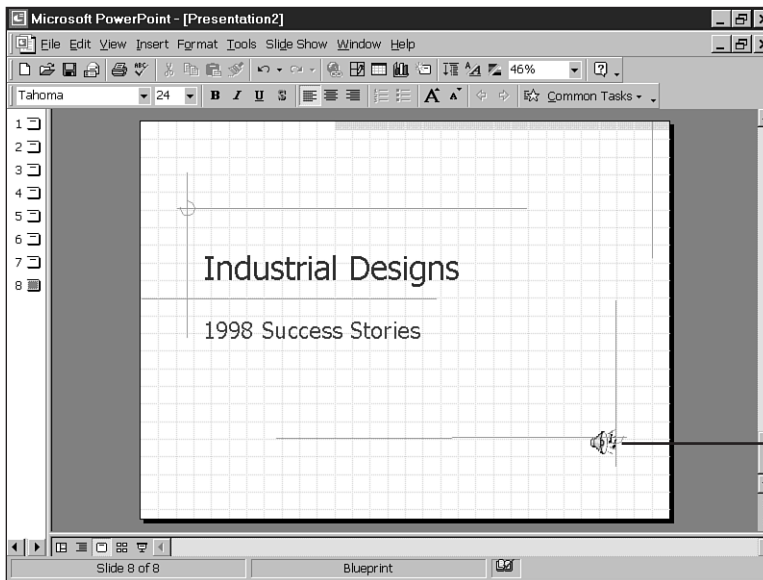 Microsoft PowerPoint - [Presentation2]
File Edit View Insert Format Tools Slide Show Window Help
46%
Tahoma 24 B I U S A A Common Tasks
1
2
3
4
5
6
7
8
Industrial Designs
1998 Success Stories
Slide 8 of 8 Blueprint